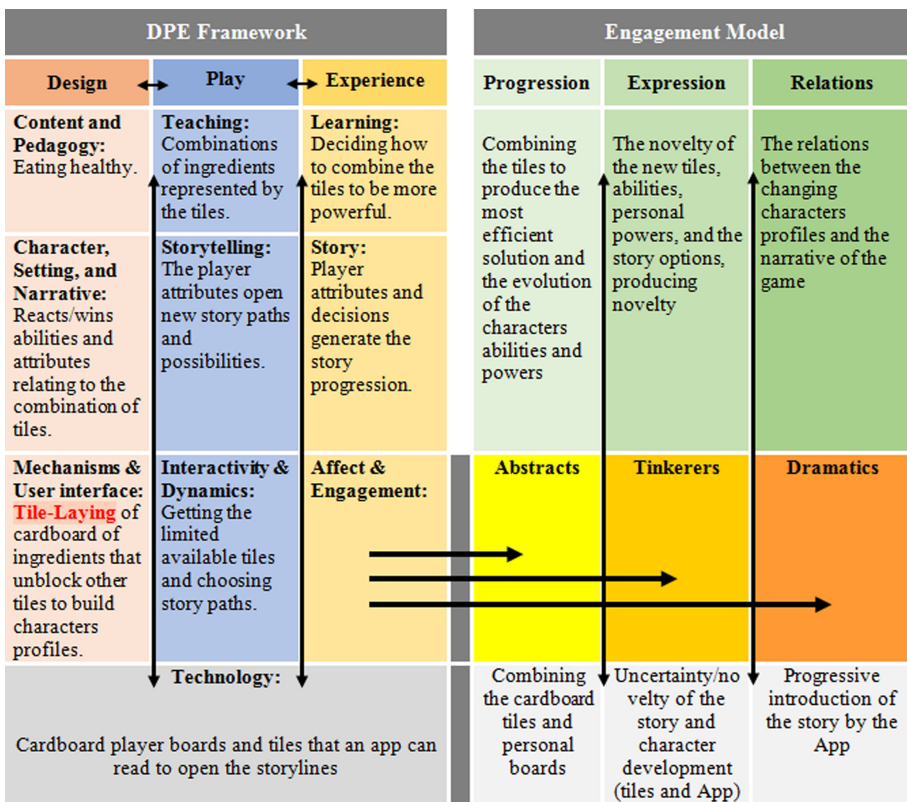 DPE Framework
Engagement Model
Design
Play
Experience
Progression
Expression
Relations
Content and
Pedagogy:
Eating healthy.
Teaching:
Combinations
of ingredients
represented by
the tiles.
Learning:
Deciding how
to combine the
tiles to be more
powerful.
Combining
the tiles to
produce the
most
efficient
solution and
the evolution
of the
characters
abilities and
powers
The novelty of
the new tiles,
abilities,
personal
powers, and the
story options,
producing
novelty
The relations
between the
changing
characters
profiles and the
narrative of the
game
Character,
Setting, and
Narrative:
Reacts/wins
abilities and
attributes
relating to the
combination of
tiles.
Storytelling:
The player
attributes open
new story paths
and
possibilities.
Story:
Player
attributes and
decisions
generate the
story
progression.
Mechanisms &
User interface:
Tile-Laying of
cardboard of
ingredients that
unblock other
tiles to build
characters
profiles.
Interactivity &
Dynamics:
Getting the
limited
available tiles
and choosing
story paths.
Affect &
Engagement:
Abstracts
Tinkerers
Dramatics
Technology:
Cardboard player boards and tiles that an app can
read to open the storylines
Combining
the cardboard
tiles and
personal
boards
Uncertainty/no
velty of the
story and
character
development
(tiles and App)
Progressive
introduction of
the story by the
App